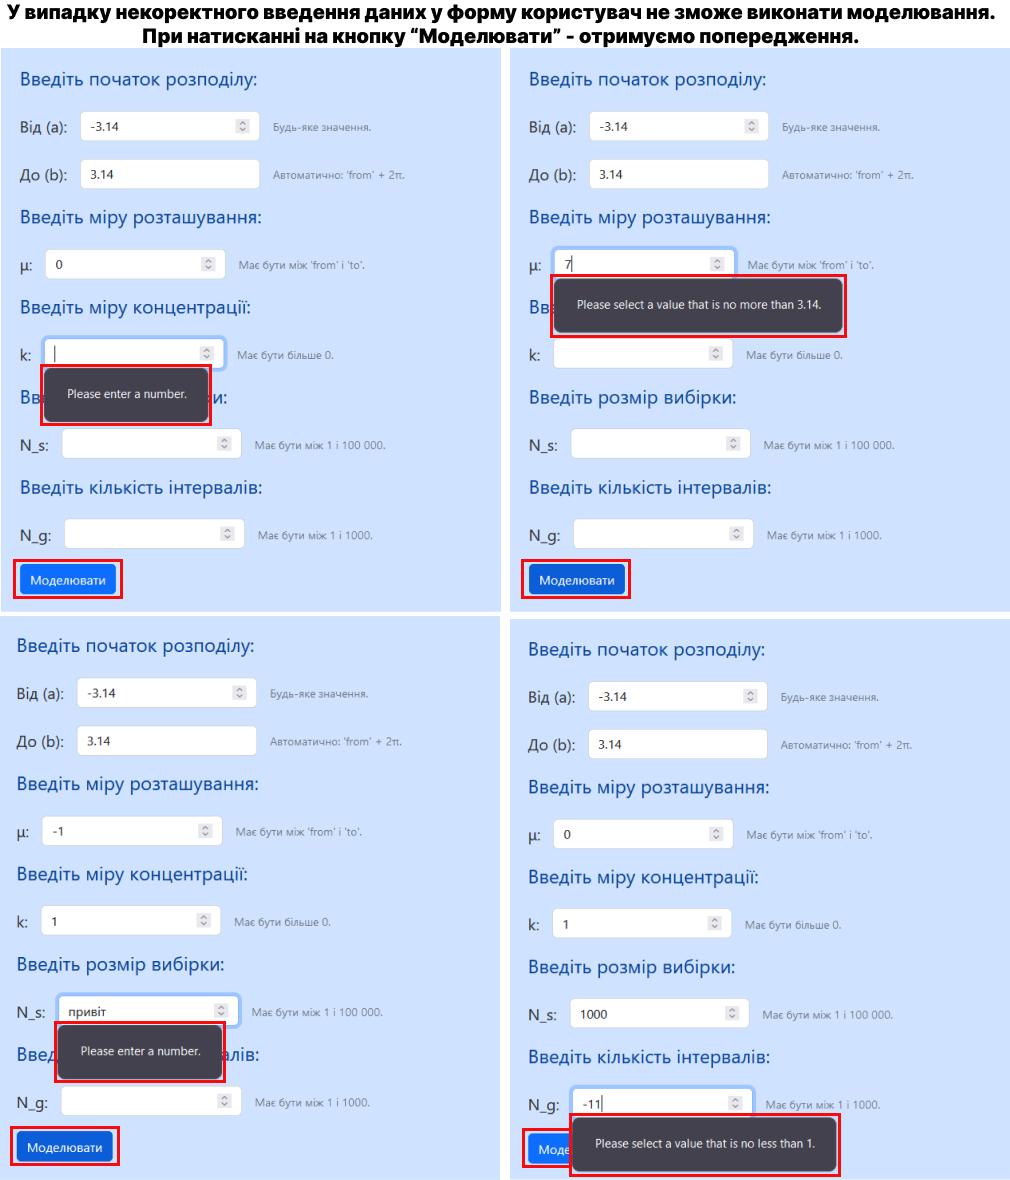 У випадку некоректного введення даних у форму користувач не зможе виконати моделювання.
При натисканні на кнопку “Моделювати” - отримуємо попередження.
Введіть початок розподілу:
Від (a): -3.14 Будь-яке значення.
До (b): 3.14 Автоматично: 'from' + 2π.
Введіть міру розташування:
μ: 0 Має бути між 'from' і 'to'.
Введіть міру концентрації:
k: Має бути більше 0.
Please enter a number.
Вв и:
N_s: Має бути між 1 і 100 000.
Введіть кількість інтервалів:
N_g: Має бути між 1 і 1000.
Моделювати
Введіть початок розподілу:
Від (a): -3.14 Будь-яке значення.
До (b): 3.14 Автоматично: 'from' + 2π.
Введіть міру розташування:
μ: 7 Має бути між 'from' і 'to'.
Please select a value that is no more than 3.14.
Вв
k: Має бути більше 0.
Введіть розмір вибірки:
N_s: Має бути між 1 і 100 000.
Введіть кількість інтервалів:
N_g: Має бути між 1 і 1000.
Моделювати
Введіть початок розподілу:
Від (a): -3.14 Будь-яке значення.
До (b): 3.14 Автоматично: 'from' + 2π.
Введіть міру розташування:
μ: -1 Має бути між 'from' і 'to'.
Введіть міру концентрації:
k: 1 Має бути більше 0.
Введіть розмір вибірки:
N_s: привіт Має бути між 1 і 100 000.
Please enter a number.
Введ алів:
N_g: Має бути між 1 і 1000.
Моделювати
Введіть початок розподілу:
Від (a): -3.14 Будь-яке значення.
До (b): 3.14 Автоматично: 'from' + 2π.
Введіть міру розташування:
μ: 0 Має бути між 'from' і 'to'.
Введіть міру концентрації:
k: 1 Має бути більше 0.
Введіть розмір вибірки:
N_s: 1000 Має бути між 1 і 100 000.
Введіть кількість інтервалів:
N_g: -11 Має бути між 1 і 1000.
Моде Please select a value that is no less than 1.